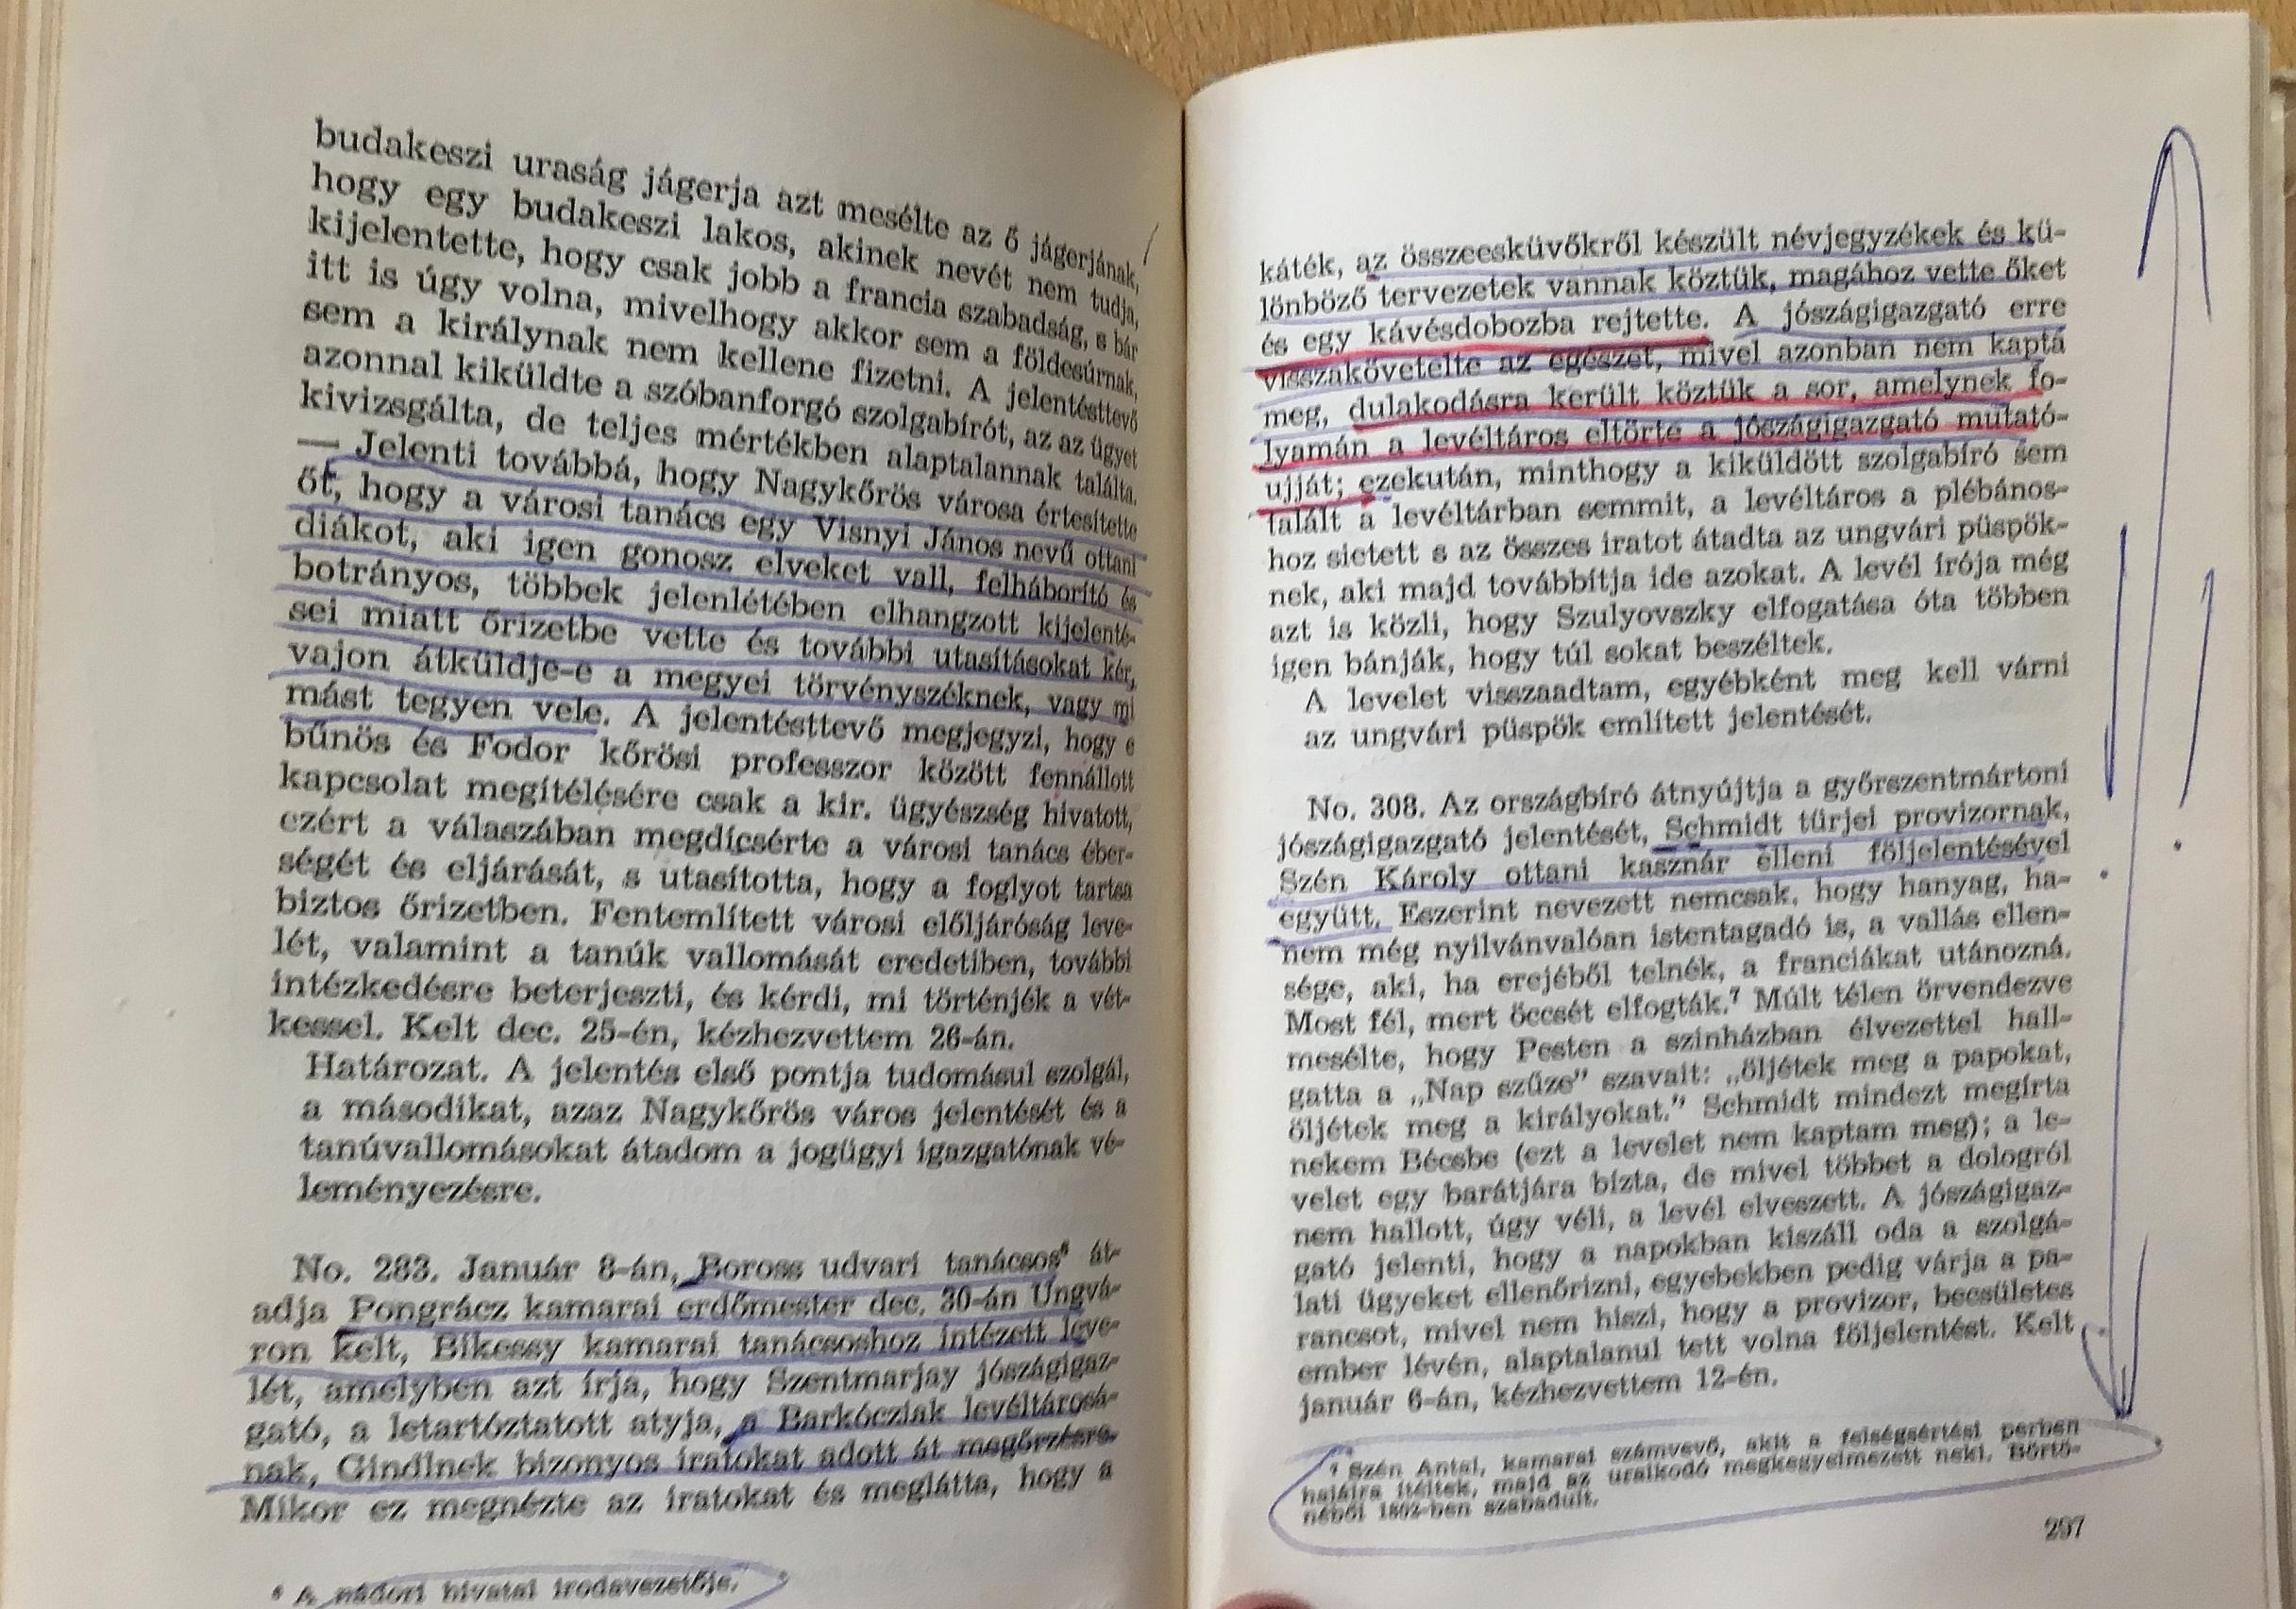 budakeszi uraság jágerja azt mesélte az ő jágerjának,
hogy egy budakeszi lakos, akinek nevét nem tudja,
kijelentette, hogy csak jobb a francia szabadság, s bár
itt is úgy volna, mivelhogy akkor sem a földesúrnak,
sem a királynak nem kellene fizetni. A jelentésttevő
azonnal kiküldte a szóbanforgó szolgabírót, az az ügyet
kivizsgálta, de teljes mértékben alaptalannak találta.
— Jelenti továbbá, hogy Nagykőrös városa értesítette
őt, hogy a városi tanács egy Visnyi János nevű ottani
diákot, aki igen gonosz elveket vall, felháborító és
botrányos, többek jelenlétében elhangzott kijelenté-
sei miatt őrizetbe vette és további utasításokat kér,
vajon átküldje-e a megyei törvényszéknek, vagy mi
mást tegyen vele. A jelentésttevő megjegyzi, hogy e
bűnös és Fodor kőrösi professzor között fennállott
kapcsolat megítélésére csak a kir. ügyészség hivatott,
ezért a válaszában megdicsérte a városi tanács éber-
ségét és eljárását, s utasította, hogy a foglyot tartsa
biztos őrizetben. Fentemlített városi előljáróság leve-
lét, valamint a tanúk vallomását eredetiben, további
intézkedésre beterjeszti, és kérdi, mi történjék a vét-
kessel. Kelt dec. 25-én, kézhezvettem 26-án.
Határozat. A jelentés első pontja tudomásul szolgál,
a másodikat, azaz Nagykőrös város jelentését és a
tanúvallomásokat átadom a jogügyi igazgatónak vé-
leményezésre.
No. 283. Január 8-án, Boross udvari tanácsos⁶ át-
adja Pongrácz kamarai erdőmester dec. 30-án Ungvá-
ron kelt, Bikessy kamarai tanácsoshoz intézett leve-
lét, amelyben azt írja, hogy Szentmarjay jószágigaz-
gató, a letartóztatott atyja, a Barkócziak levéltárosá-
nak, Gindlnek bizonyos iratokat adott át megőrzésre.
Mikor ez megnézte az iratokat és meglátta, hogy a
⁶ A nádori hivatal irodavezetője.
káték, az összeesküvőkről készült névjegyzékek és kü-
lönböző tervezetek vannak köztük, magához vette őket
és egy kávésdobozba rejtette. A jószágigazgató erre
visszakövetelte az egészet, mivel azonban nem kapta
meg, dulakodásra került köztük a sor, amelynek fo-
lyamán a levéltáros eltörte a jószágigazgató mutató-
ujját; ezekután, minthogy a kiküldött szolgabíró sem
talált a levéltárban semmit, a levéltáros a plébános-
hoz sietett s az összes iratot átadta az ungvári püspök-
nek, aki majd továbbítja ide azokat. A levél írója még
azt is közli, hogy Szulyovszky elfogatása óta többen
igen bánják, hogy túl sokat beszéltek.
A levelet visszaadtam, egyébként meg kell várni
az ungvári püspök említett jelentését.
No. 308. Az országbíró átnyújtja a győrszentmártoni
jószágigazgató jelentését, Schmidt türjei provizornak,
Szén Károly ottani kasznár elleni följelentésével
együtt. Eszerint nevezett nemcsak, hogy hanyag, ha-
nem még nyilvánvalóan istentagadó is, a vallás ellen-
sége, aki, ha erejéből telnék, a franciákat utánozná.
Most fél, mert öccsét elfogták.⁷ Múlt télen örvendezve
mesélte, hogy Pesten a színházban élvezettel hall-
gatta a „Nap szűze” szavait: „öljétek meg a papokat,
öljétek meg a királyokat.” Schmidt mindezt megírta
nekem Bécsbe (ezt a levelet nem kaptam meg); a le-
velet egy barátjára bízta, de mivel többet a dologról
nem hallott, úgy véli, a levél elveszett. A jószágigaz-
gató jelenti, hogy a napokban kiszáll oda a szolgá-
lati ügyeket ellenőrizni, egyebekben pedig várja a pa-
rancsot, mivel nem hiszi, hogy a provizor, becsületes
ember lévén, alaptalanul tett volna följelentést. Kelt
január 6-án, kézhezvettem 12-én.
⁷ Szén Antal, kamarai számvevő, akit a felségsértési perben
halálra ítéltek, majd az uralkodó megkegyelmezett neki. Börtö-
néből 1802-ben szabadult.
297